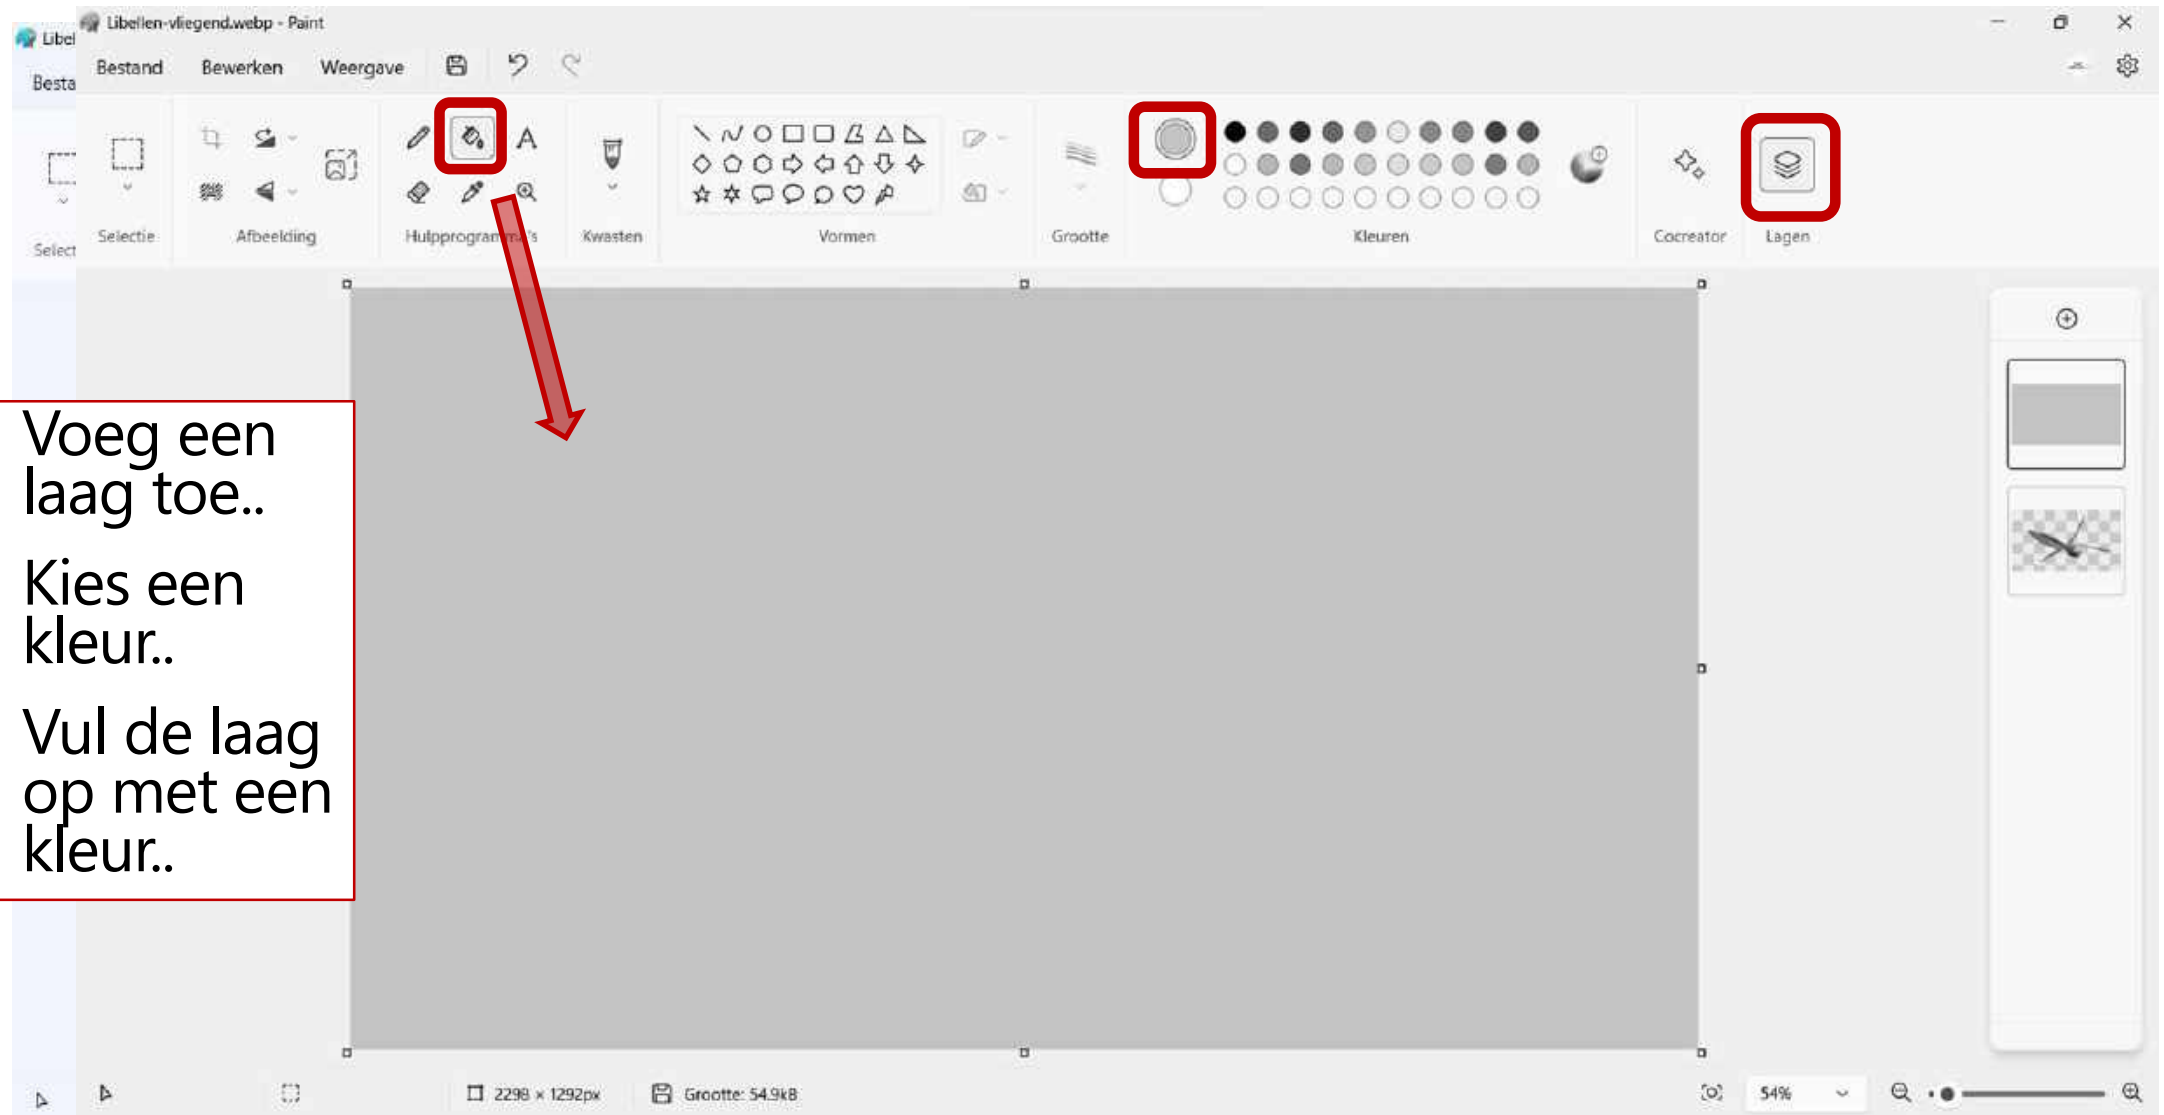 Libellen-vliegend.webp - Paint
Libel
Bestand Bewerken Weergave
Besta
Selectie Afbeelding Hulpprogramma's Kwasten Vormen Grootte Kleuren Cocreator Lagen
Select
Voeg een
laag toe..
Kies een
kleur..
Vul de laag
op met een
kleur..
2298 × 1292px Grootte: 54.9kB 54%